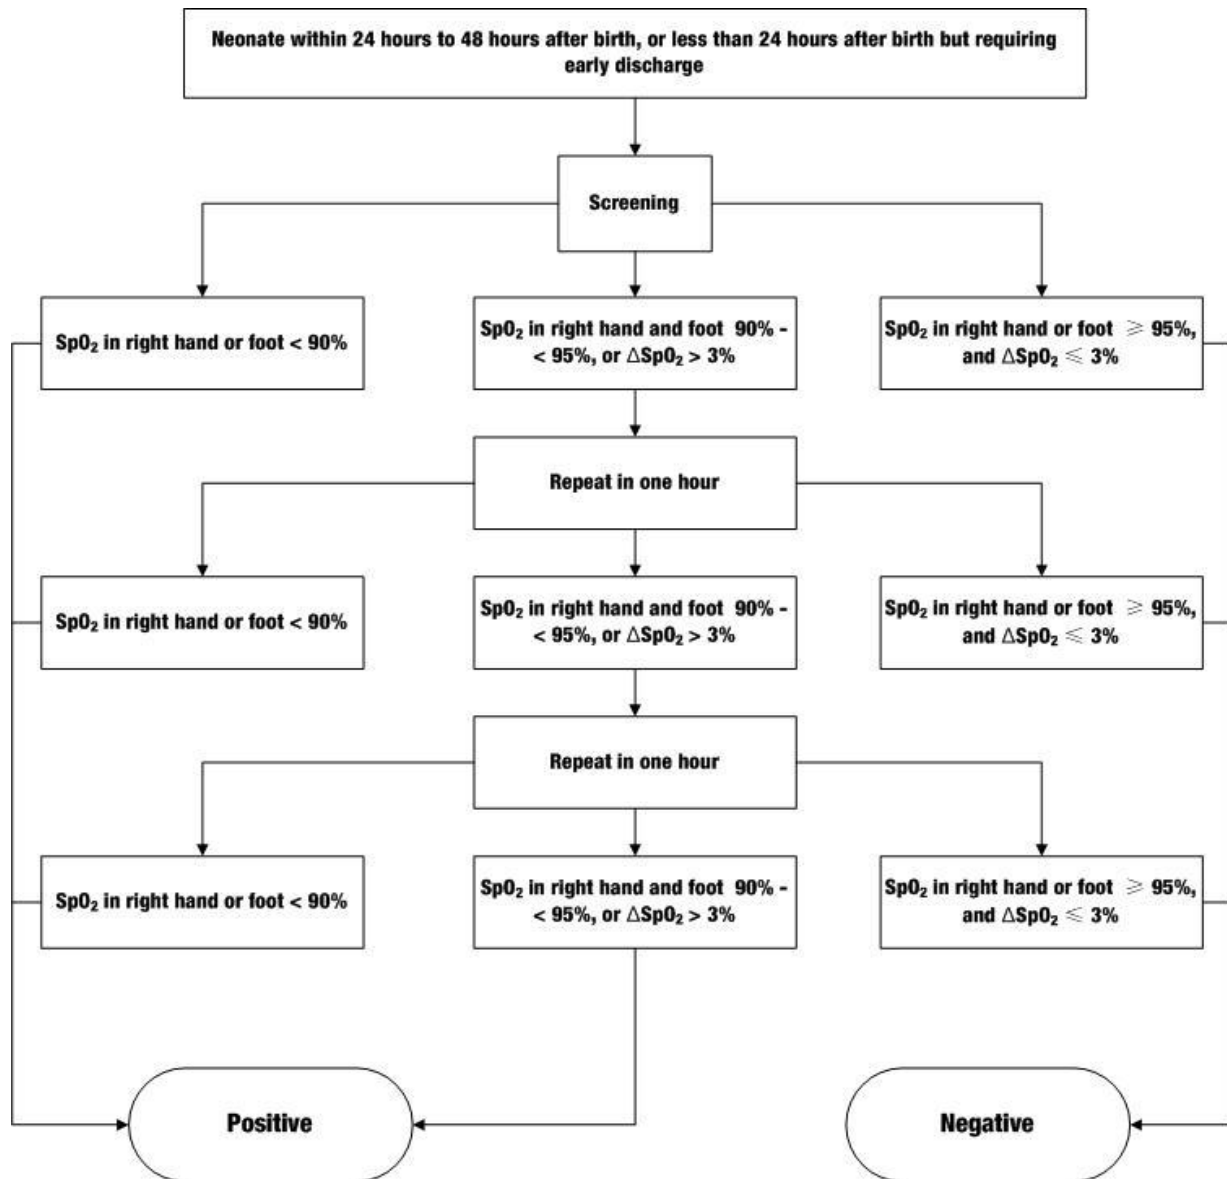 Neonate within 24 hours to 48 hours after birth, or less than 24 hours after birth but requiring
early discharge
Screening
SpO₂ in right hand or foot < 90%
SpO₂ in right hand and foot 90% -
< 95%, or ΔSpO₂ > 3%
SpO₂ in right hand or foot ≥ 95%,
and ΔSpO₂ ≤ 3%
Repeat in one hour
SpO₂ in right hand or foot < 90%
SpO₂ in right hand and foot 90% -
< 95%, or ΔSpO₂ > 3%
SpO₂ in right hand or foot ≥ 95%,
and ΔSpO₂ ≤ 3%
Repeat in one hour
SpO₂ in right hand or foot < 90%
SpO₂ in right hand and foot 90% -
< 95%, or ΔSpO₂ > 3%
SpO₂ in right hand or foot ≥ 95%,
and ΔSpO₂ ≤ 3%
Positive
Negative